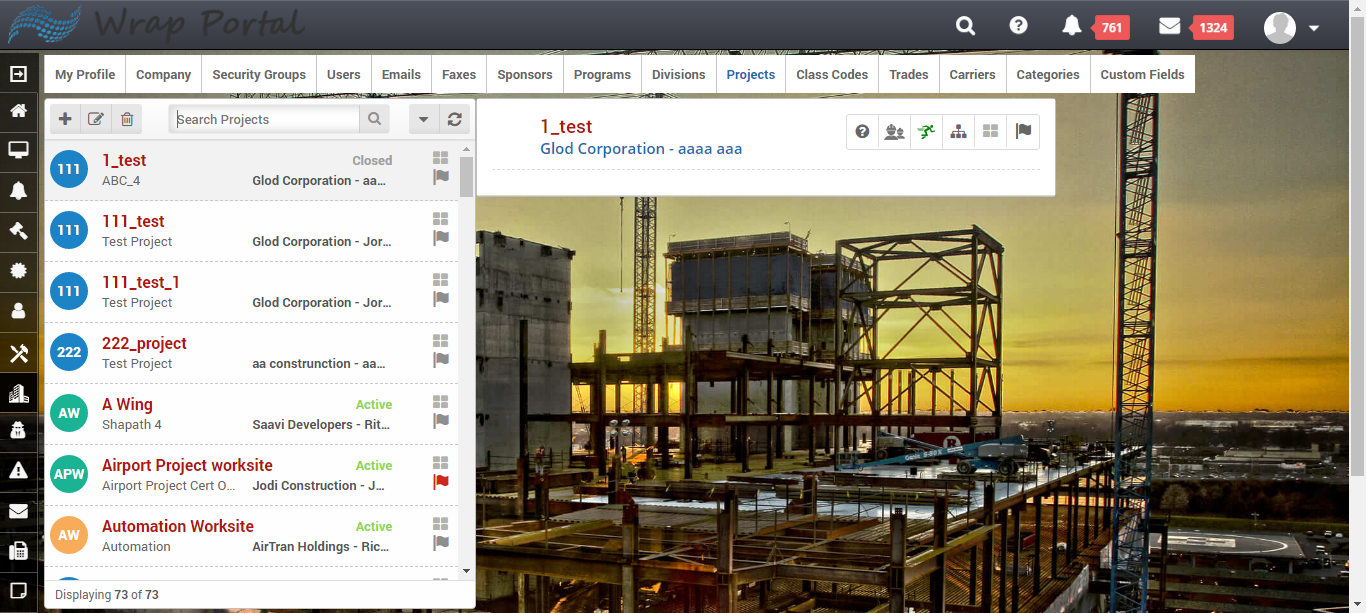 Wrap Portal
761
1324
My Profile
Company
Security Groups
Users
Emails
Faxes
Sponsors
Programs
Divisions
Projects
Class Codes
Trades
Carriers
Categories
Custom Fields
Search Projects
111
1_test
Closed
ABC_4
Glod Corporation - aa...
111
111_test
Test Project
Glod Corporation - Jor...
111
111_test_1
Test Project
Glod Corporation - Jor...
222
222_project
Test Project
aa construnction - aa...
AW
A Wing
Active
Shapath 4
Saavi Developers - Rit...
APW
Airport Project worksite
Active
Airport Project Cert O...
Jodi Construction - J...
AW
Automation Worksite
Active
Automation
AirTran Holdings - Ric...
Displaying 73 of 73
1_test
Glod Corporation - aaaa aaa
Genie